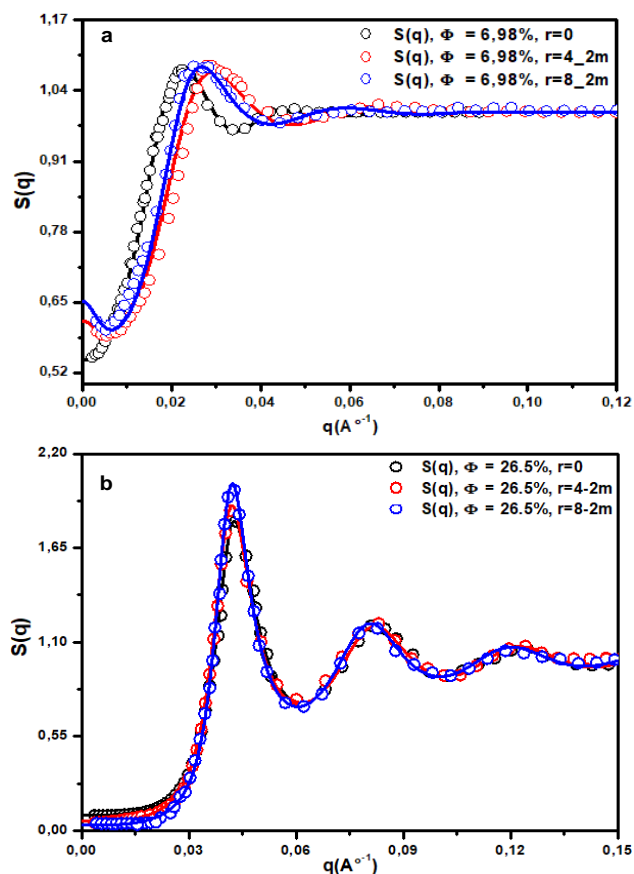 a
S(q), Φ = 6,98%, r=0
S(q), Φ = 6,98%, r=4_2m
S(q), Φ = 6,98%, r=8_2m
1,17
1,04
0,91
0,78
0,65
0,52
S(q)
0,00 0,02 0,04 0,06 0,08 0,10 0,12
q(A°⁻¹)
b
S(q), Φ = 26.5%, r=0
S(q), Φ = 26.5%, r=4-2m
S(q), Φ = 26.5%, r=8-2m
2,20
1,65
1,10
0,55
0,00
S(q)
0,00 0,03 0,06 0,09 0,12 0,15
q(A°⁻¹)